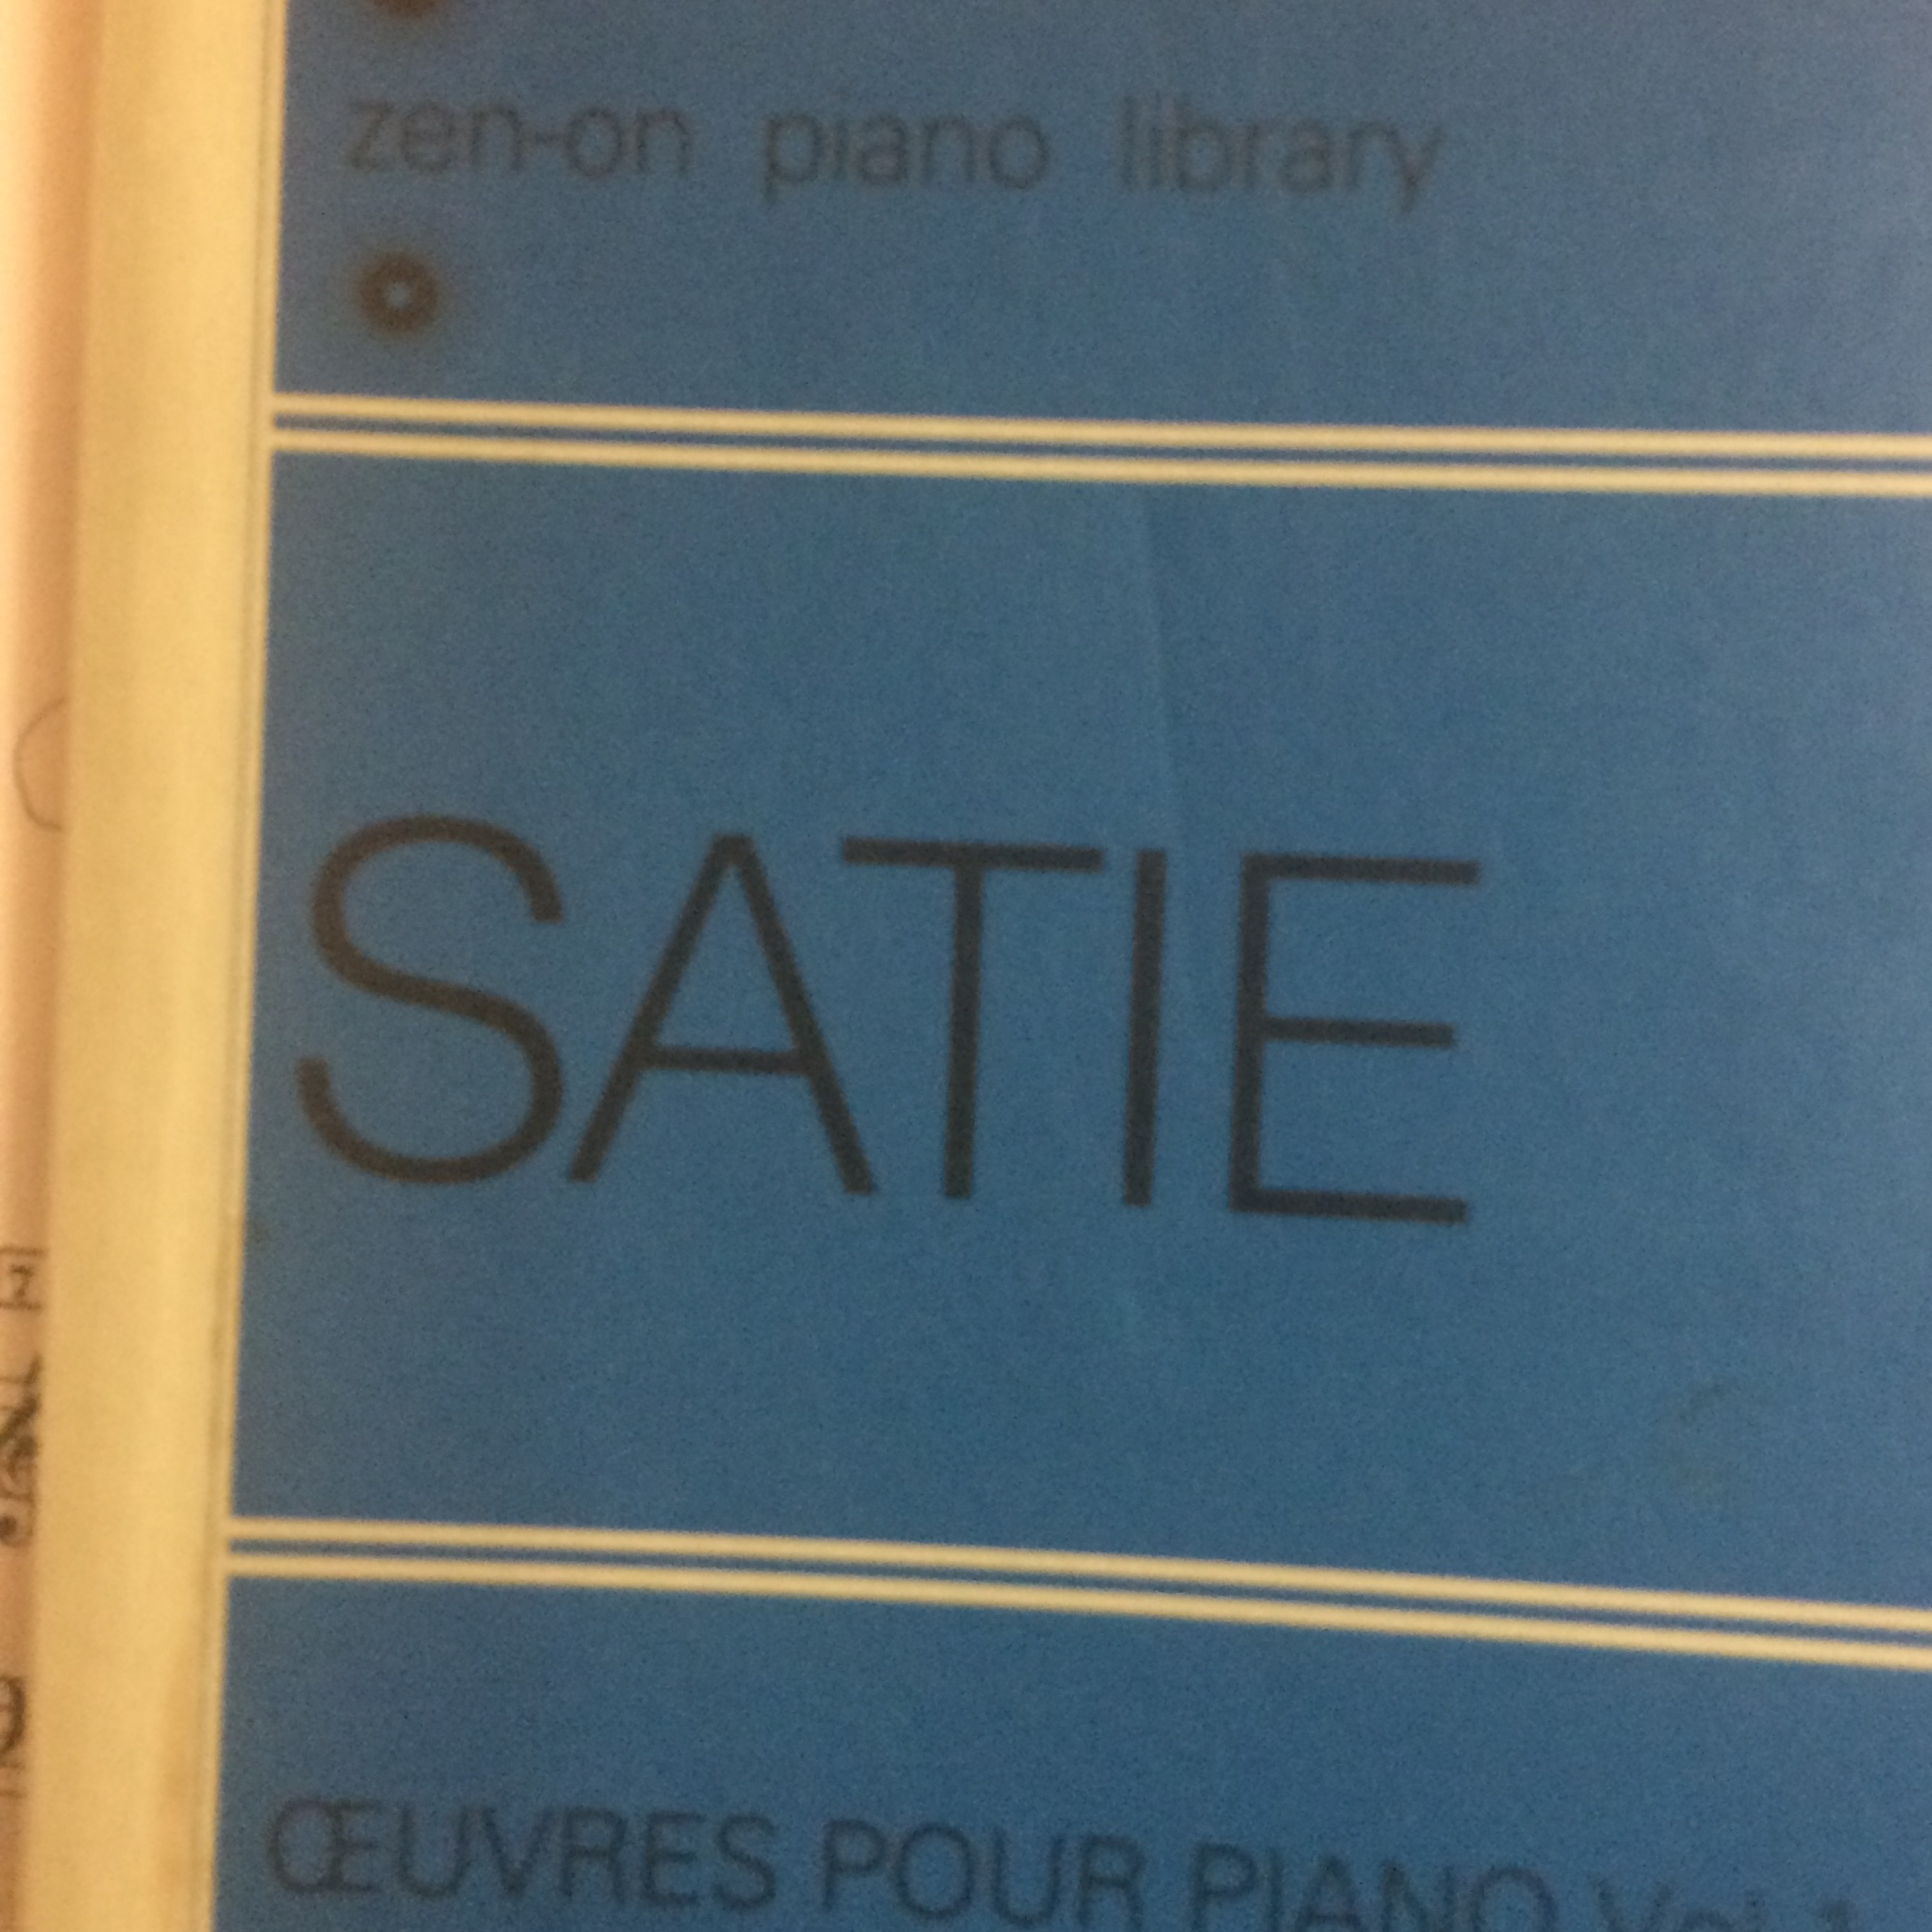 zen-on piano library
SATIE
ŒUVRES POUR PIANO